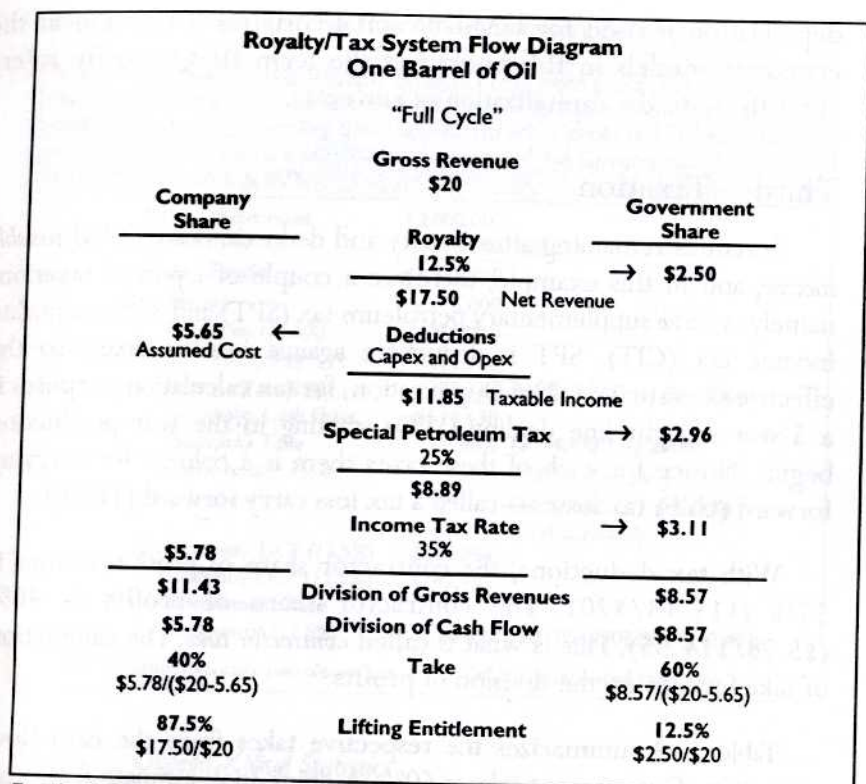 Royalty/Tax System Flow Diagram
One Barrel of Oil
“Full Cycle”
Gross Revenue
$20
Company
Share
Government
Share
Royalty
12.5% → $2.50
$17.50 Net Revenue
$5.65 ← Deductions
Assumed Cost Capex and Opex
$11.85 Taxable Income
Special Petroleum Tax → $2.96
25%
$8.89
Income Tax Rate → $3.11
$5.78 35%
$11.43 Division of Gross Revenues $8.57
$5.78 Division of Cash Flow $8.57
40% Take 60%
$5.78/($20-5.65) $8.57/($20-5.65)
87.5% Lifting Entitlement 12.5%
$17.50/$20 $2.50/$20